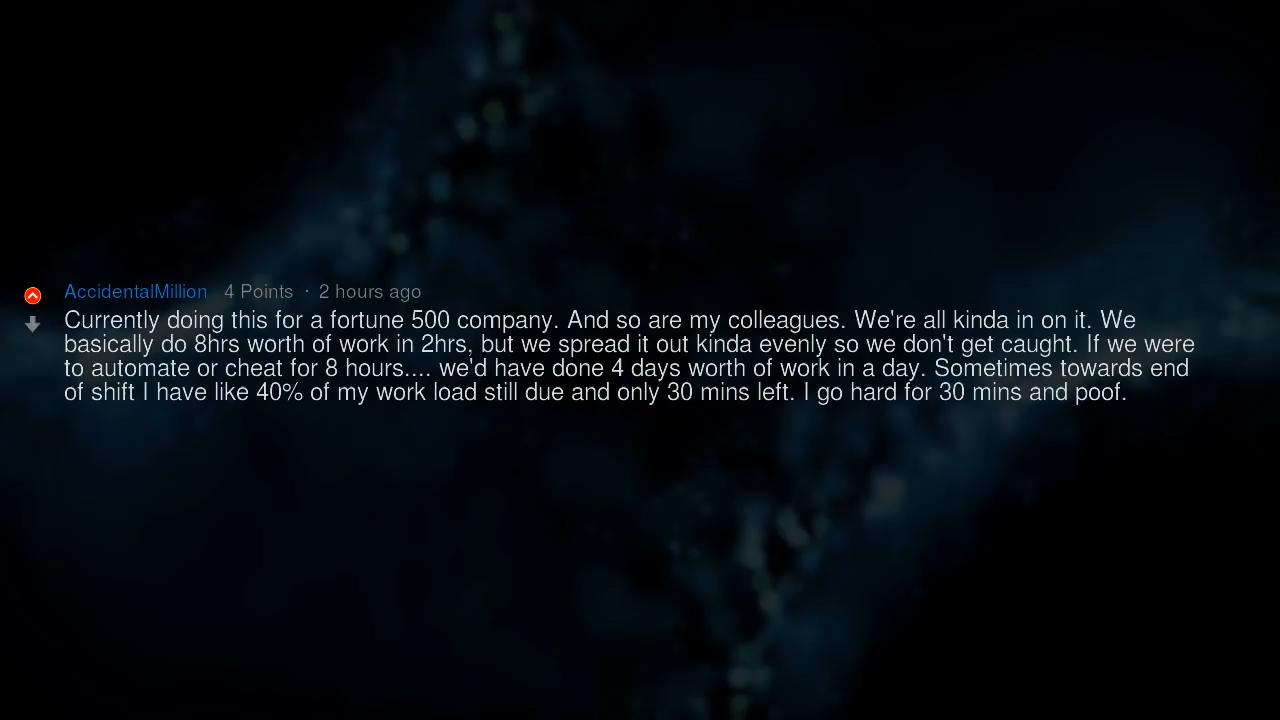 AccidentalMillion 4 Points · 2 hours ago
Currently doing this for a fortune 500 company. And so are my colleagues. We're all kinda in on it. We
basically do 8hrs worth of work in 2hrs, but we spread it out kinda evenly so we don't get caught. If we were
to automate or cheat for 8 hours.... we'd have done 4 days worth of work in a day. Sometimes towards end
of shift I have like 40% of my work load still due and only 30 mins left. I go hard for 30 mins and poof.